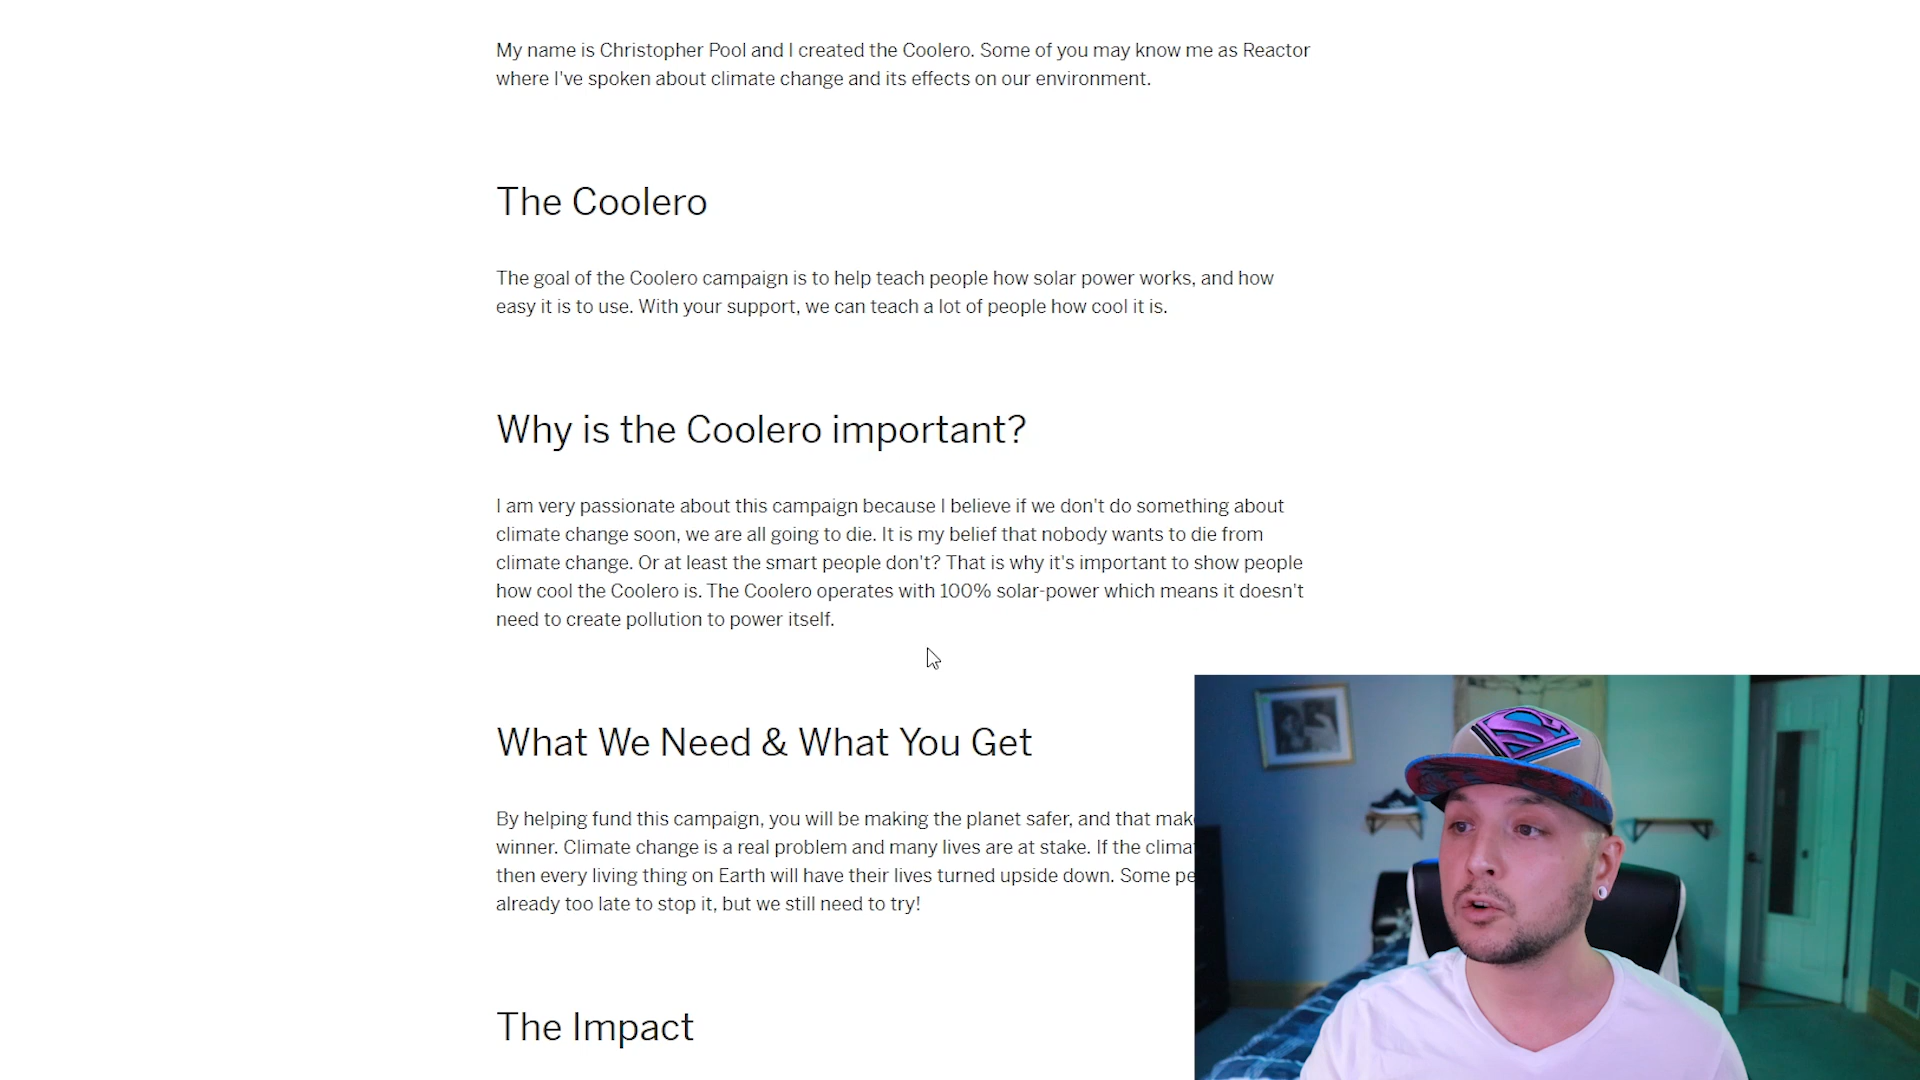 My name is Christopher Pool and I created the Coolero. Some of you may know me as Reactor
where I've spoken about climate change and its effects on our environment.
The Coolero
The goal of the Coolero campaign is to help teach people how solar power works, and how
easy it is to use. With your support, we can teach a lot of people how cool it is.
Why is the Coolero important?
I am very passionate about this campaign because I believe if we don't do something about
climate change soon, we are all going to die. It is my belief that nobody wants to die from
climate change. Or at least the smart people don't? That is why it's important to show people
how cool the Coolero is. The Coolero operates with 100% solar-power which means it doesn't
need to create pollution to power itself.
What We Need & What You Get
By helping fund this campaign, you will be making the planet safer, and that
winner. Climate change is a real problem and many lives are at stake. If the
then every living thing on Earth will have their lives turned upside down. Some
already too late to stop it, but we still need to try!
The Impact